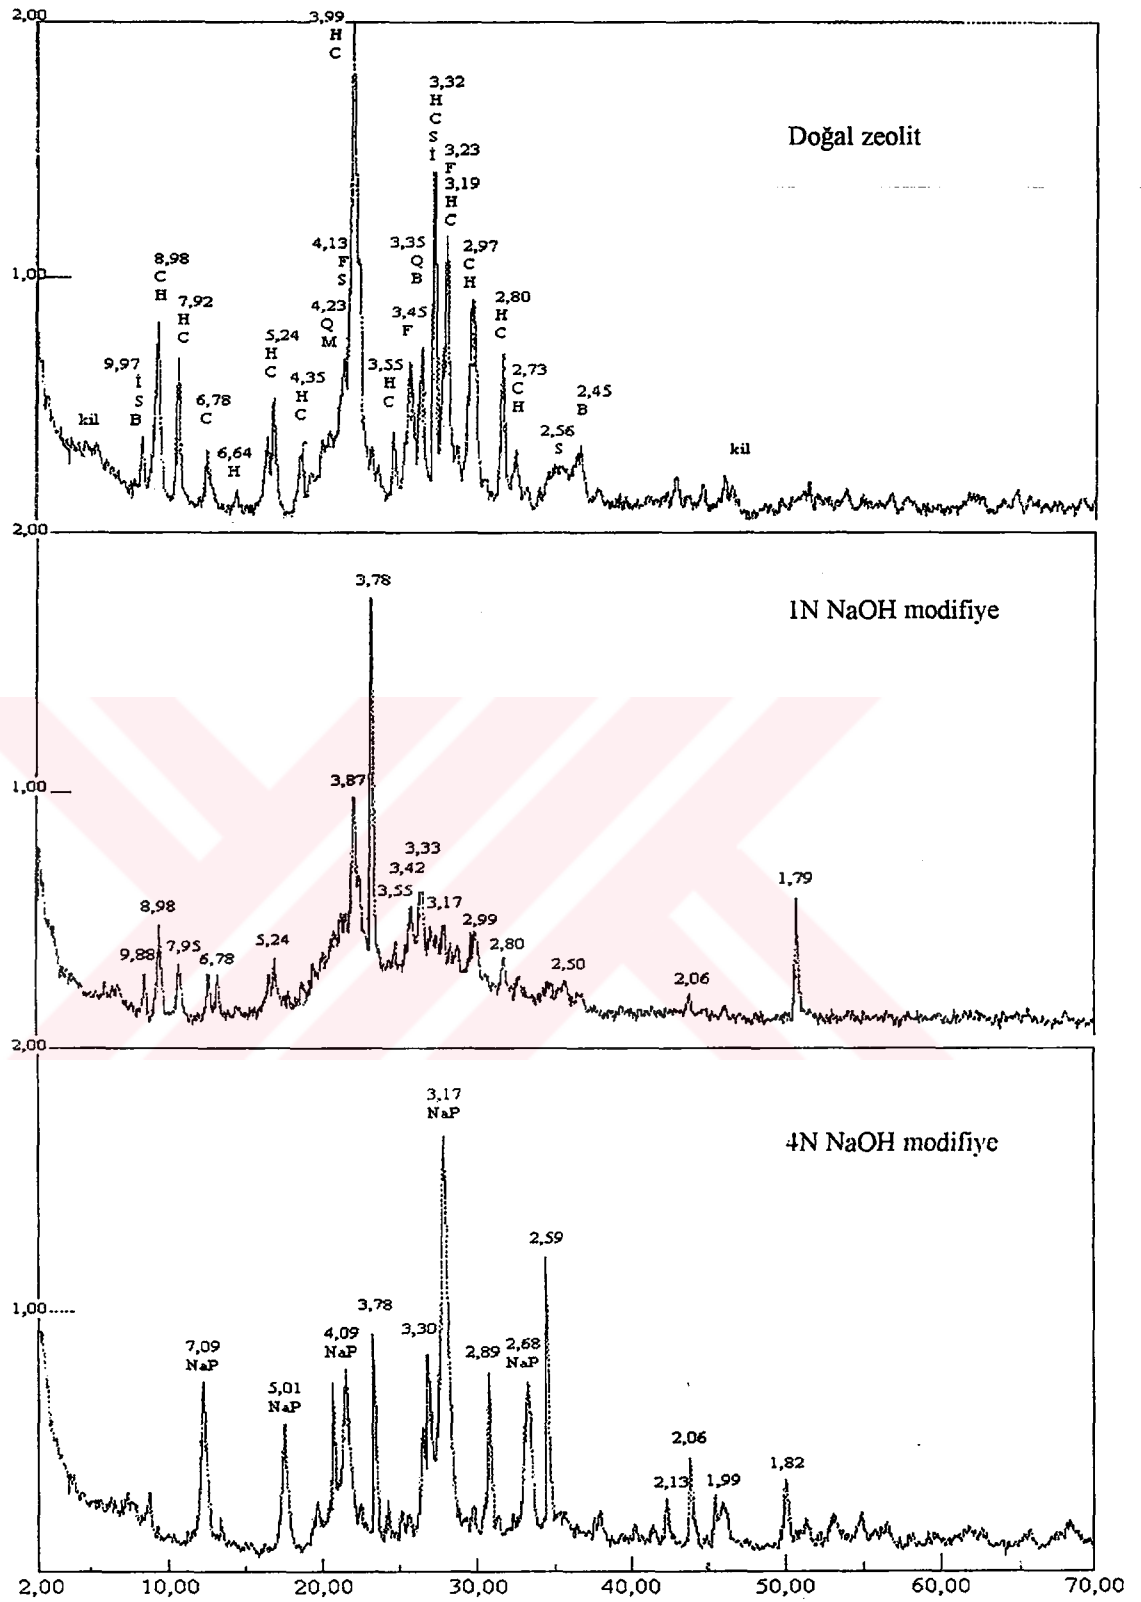 2,00
3,99
H
C
3,32
H
C
S
İ
3,23
F
3,19
H
C
Doğal zeolit
1,00
8,98
C
H
7,92
H
C
9,97
İ
S
B
kil
6,78
C
6,64
H
5,24
H
C
4,35
H
C
4,13
F
S
4,23
Q
M
3,55
H
C
3,45
F
3,35
Q
B
2,97
C
H
2,80
H
C
2,73
C
H
2,56
S
2,45
B
kil
2,00
3,78
1N NaOH modifiye
1,00
3,87
3,33
3,42
3,55
3,17
2,99
2,80
2,50
8,98
9,88
7,95
6,78
5,24
2,06
1,79
2,00
3,17
NaP
4N NaOH modifiye
1,00
7,09
NaP
5,01
NaP
4,09
NaP
3,78
3,30
2,89
2,68
NaP
2,59
2,13
2,06
1,99
1,82
2,00 10,00 20,00 30,00 40,00 50,00 60,00 70,00